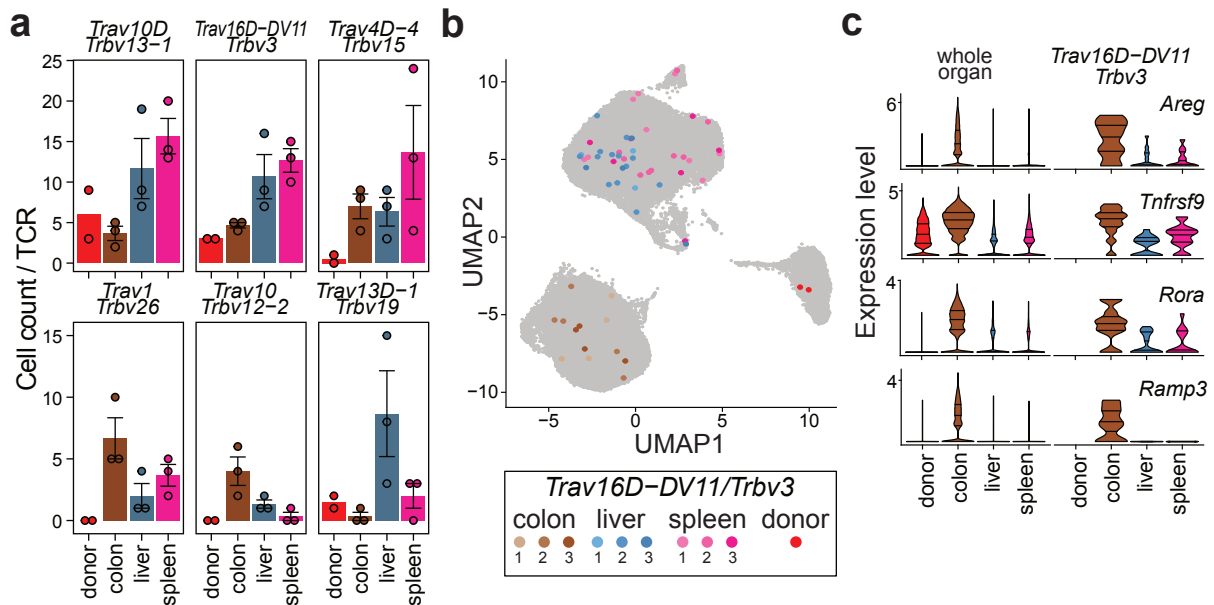 a
Trav10D
Trbv13−1
Trav16D−DV11
Trbv3
Trav4D−4
Trbv15
25
20
15
10
5
0
Cell count / TCR
Trav1
Trbv26
Trav10
Trbv12−2
Trav13D−1
Trbv19
15
10
5
0
donor
colon
liver
spleen
donor
colon
liver
spleen
donor
colon
liver
spleen
b
10
5
0
−5
−10
UMAP2
−5
0
5
10
UMAP1
Trav16D−DV11/Trbv3
colon liver spleen donor
1 2 3 1 2 3 1 2 3
c
whole
organ
Trav16D−DV11
Trbv3
Expression level
6
Areg
5
Tnfrsf9
4
Rora
4
Ramp3
donor
colon
liver
spleen
donor
colon
liver
spleen